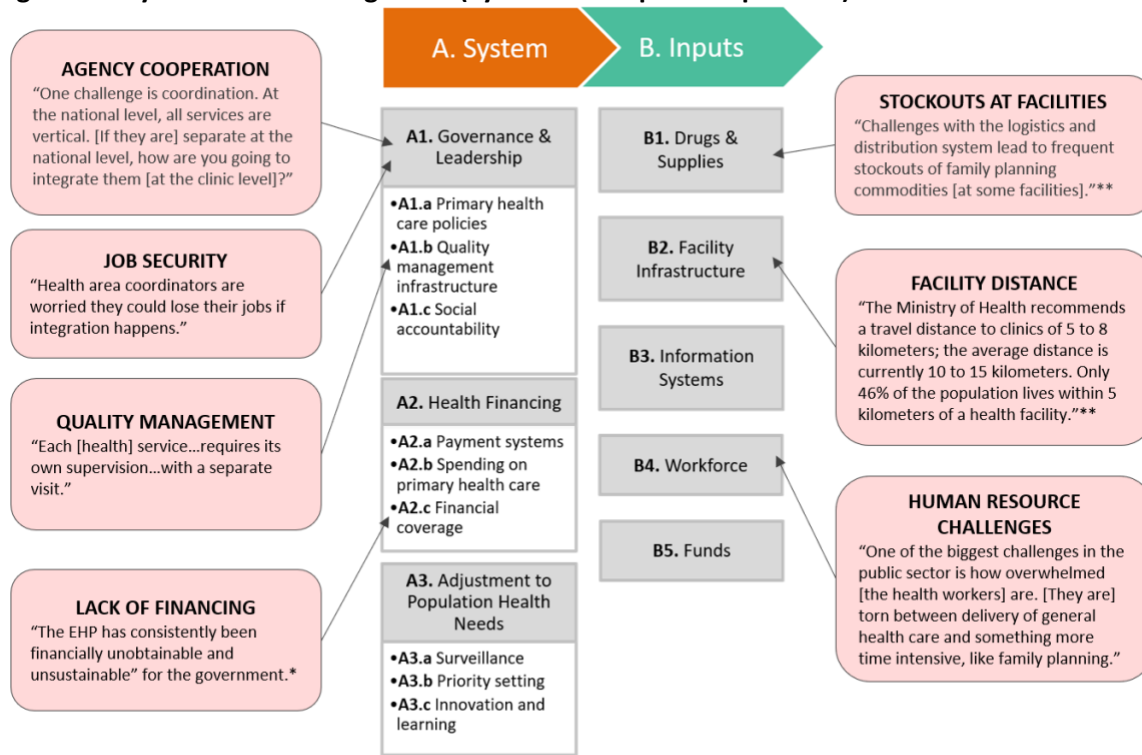 A. System
B. Inputs
AGENCY COOPERATION
“One challenge is coordination. At
the national level, all services are
vertical. [If they are] separate at the
national level, how are you going to
integrate them [at the clinic level]?”
JOB SECURITY
“Health area coordinators are
worried they could lose their jobs if
integration happens.”
QUALITY MANAGEMENT
“Each [health] service...requires its
own supervision...with a separate
visit.”
LACK OF FINANCING
“The EHP has consistently been
financially unobtainable and
unsustainable” for the government.*
A1. Governance &
Leadership
•A1.a Primary health
care policies
•A1.b Quality
management
infrastructure
•A1.c Social
accountability
A2. Health Financing
•A2.a Payment systems
•A2.b Spending on
primary health care
•A2.c Financial
coverage
A3. Adjustment to
Population Health
Needs
•A3.a Surveillance
•A3.b Priority setting
•A3.c Innovation and
learning
B1. Drugs &
Supplies
B2. Facility
Infrastructure
B3. Information
Systems
B4. Workforce
B5. Funds
STOCKOUTS AT FACILITIES
“Challenges with the logistics and
distribution system lead to frequent
stockouts of family planning
commodities [at some facilities].”**
FACILITY DISTANCE
“The Ministry of Health recommends
a travel distance to clinics of 5 to 8
kilometers; the average distance is
currently 10 to 15 kilometers. Only
46% of the population lives within 5
kilometers of a health facility.”**
HUMAN RESOURCE
CHALLENGES
“One of the biggest challenges in the
public sector is how overwhelmed
[the health workers] are. [They are]
torn between delivery of general
health care and something more
time intensive, like family planning.”